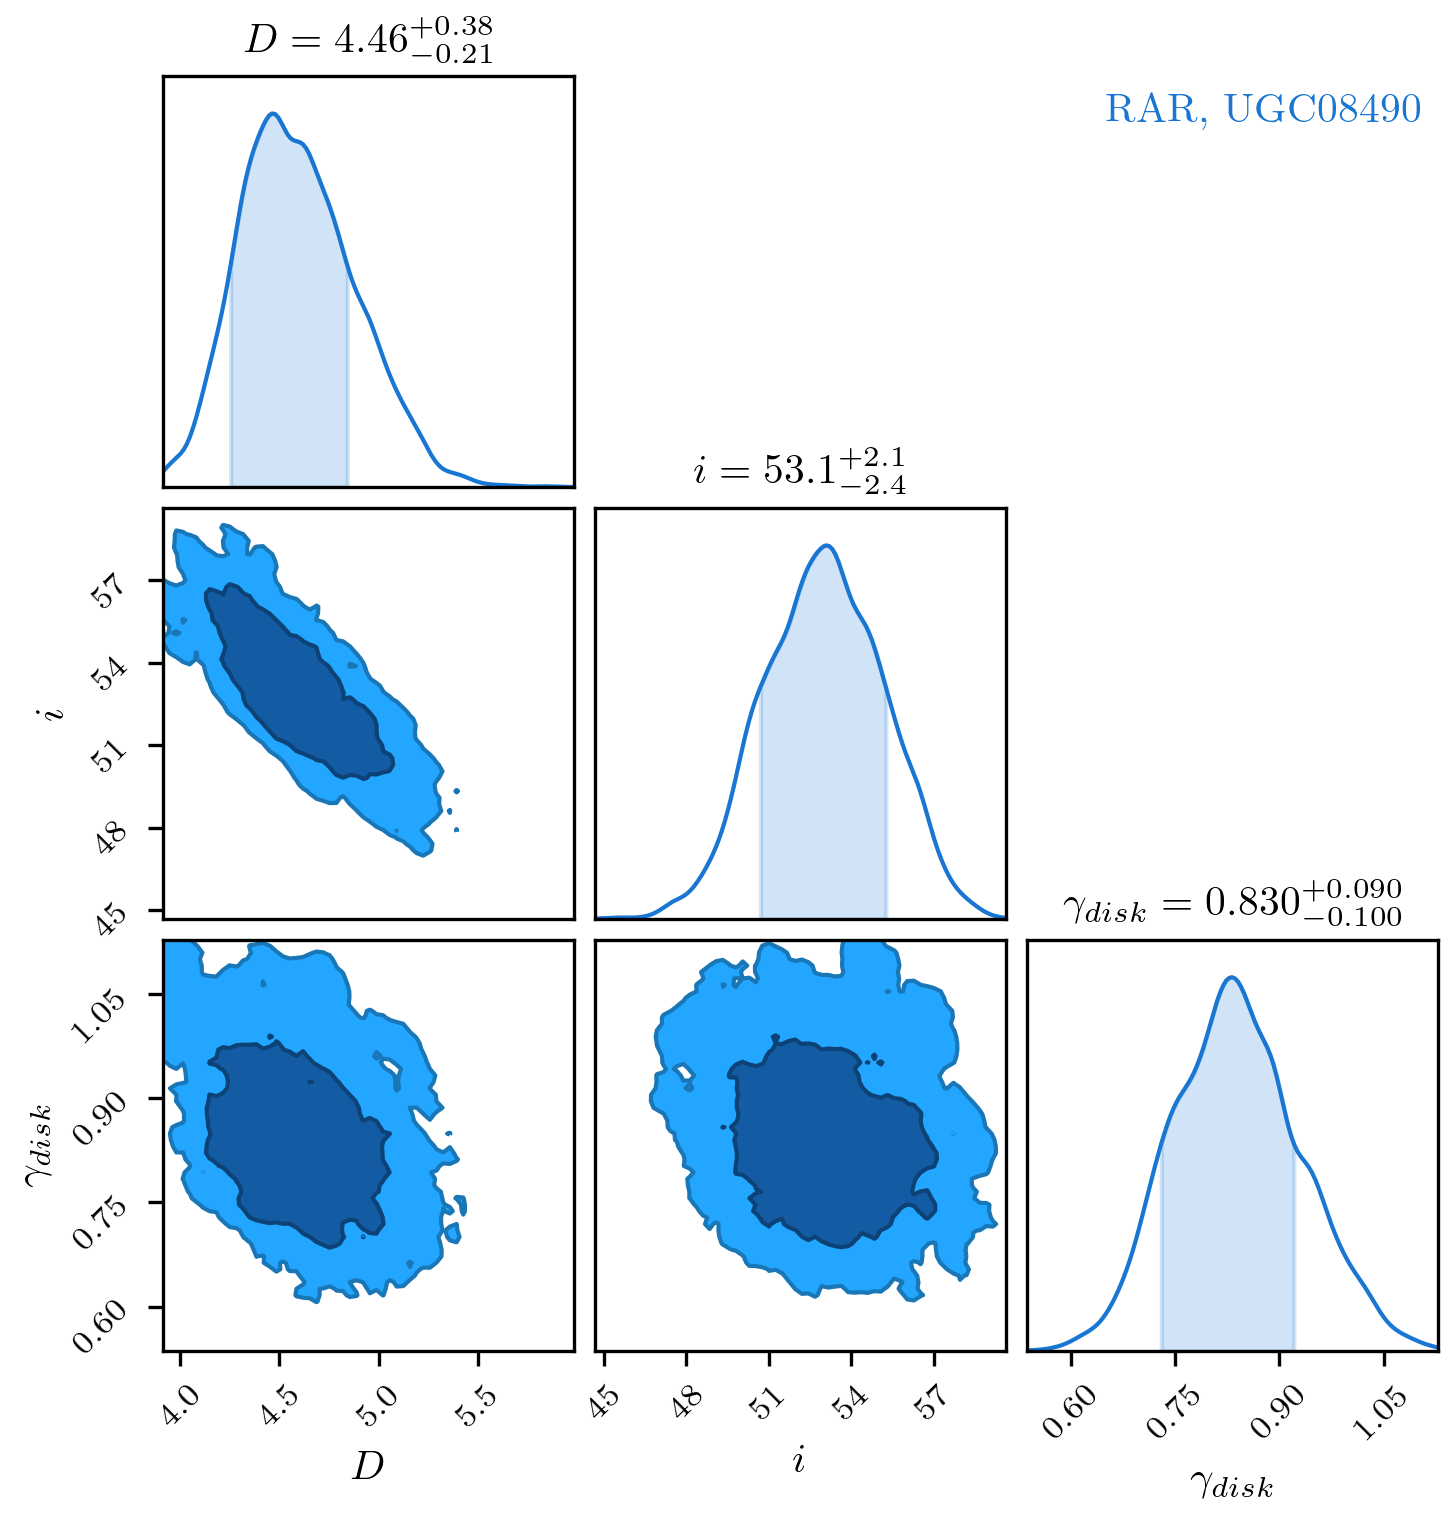 D = 4.46^{+0.38}_{-0.21}
RAR, UGC08490
i = 53.1^{+2.1}_{-2.4}
57
54
51
48
45
i
γ_{disk} = 0.830^{+0.090}_{-0.100}
1.05
0.90
0.75
0.60
γ_{disk}
4.0 4.5 5.0 5.5
45 48 51 54 57
0.60 0.75 0.90 1.05
D
i
γ_{disk}